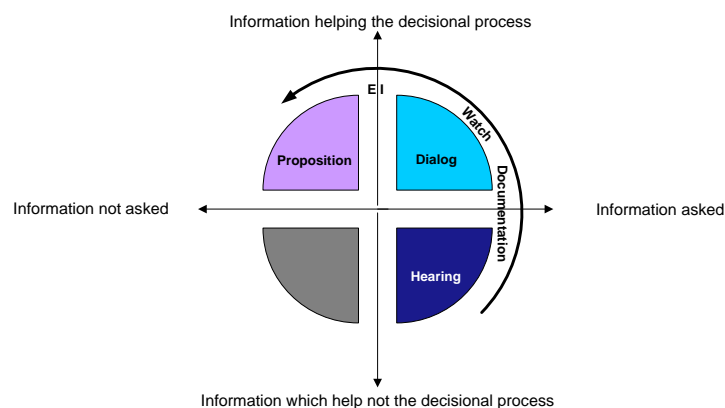 Information helping the decisional process
E I
Watch
Proposition
Dialog
Documentation
Information not asked
Information asked
Hearing
Information which help not the decisional process